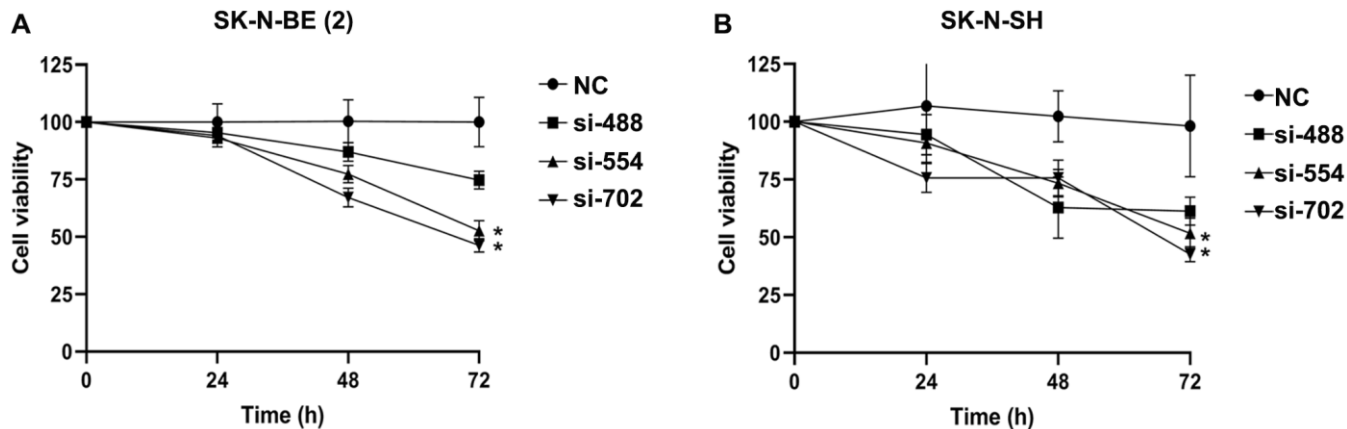 A
SK-N-BE (2)
Cell viability
125
100
75
50
25
0
0 24 48 72
Time (h)
NC
si-488
si-554
si-702
*
*
B
SK-N-SH
Cell viability
125
100
75
50
25
0
0 24 48 72
Time (h)
NC
si-488
si-554
si-702
*
*